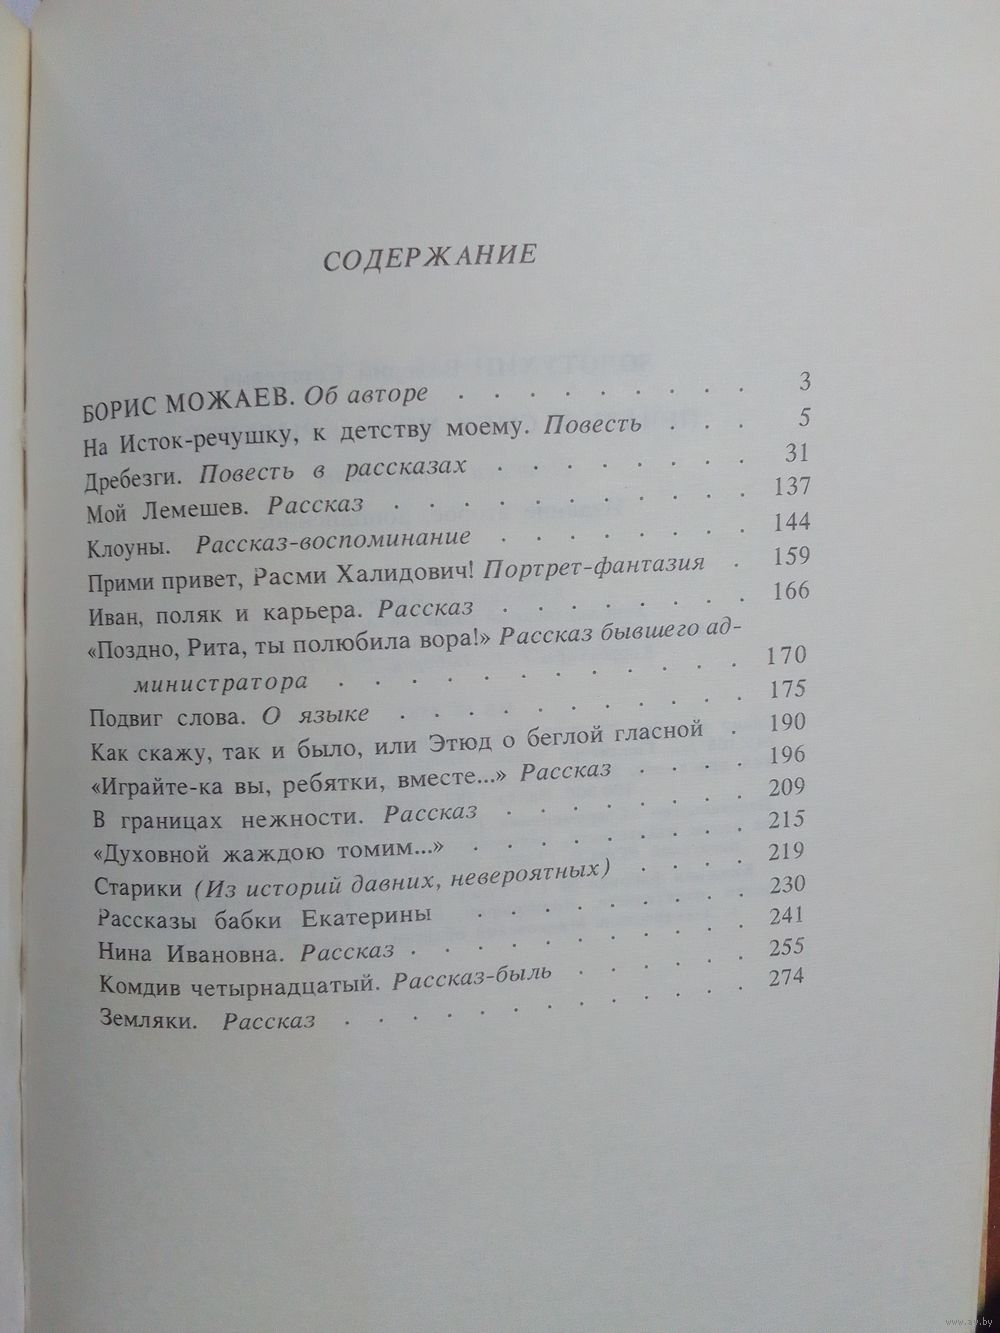 СОДЕРЖАНИЕ
БОРИС МОЖАЕВ. Об авторе . . . . . . . . . 3
На Исток-речушку, к детству моему. Повесть . . . 5
Дребезги. Повесть в рассказах . . . . . . . . 31
Мой Лемешев. Рассказ . . . . . . . . . . . 137
Клоуны. Рассказ-воспоминание . . . . . . . 144
Прими привет, Расми Халидович! Портрет-фантазия . 159
Иван, поляк и карьера. Рассказ . . . . . . . 166
«Поздно, Рита, ты полюбила вора!» Рассказ бывшего ад-
министратора . . . . . . . . . . . . 170
Подвиг слова. О языке . . . . . . . . . . 175
Как скажу, так и было, или Этюд о беглой гласной . 190
«Играйте-ка вы, ребятки, вместе...» Рассказ . . . . 196
В границах нежности. Рассказ . . . . . . . 209
«Духовной жаждою томим...» . . . . . . . . 215
Старики (Из историй давних, невероятных) . . . . 219
Рассказы бабки Екатерины . . . . . . . . 230
Нина Ивановна. Рассказ . . . . . . . . . . 241
Комдив четырнадцатый. Рассказ-быль . . . . . 255
Земляки. Рассказ . . . . . . . . . . . . 274
www.ay.by